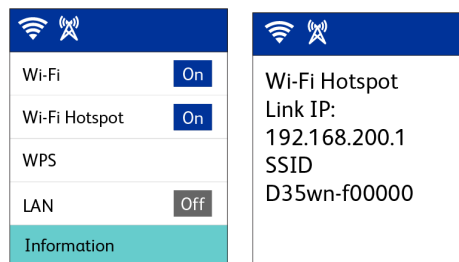 Wi-Fi On
Wi-Fi Hotspot On
WPS
LAN Off
Information
Wi-Fi Hotspot
Link IP:
192.168.200.1
SSID
D35wn-f00000